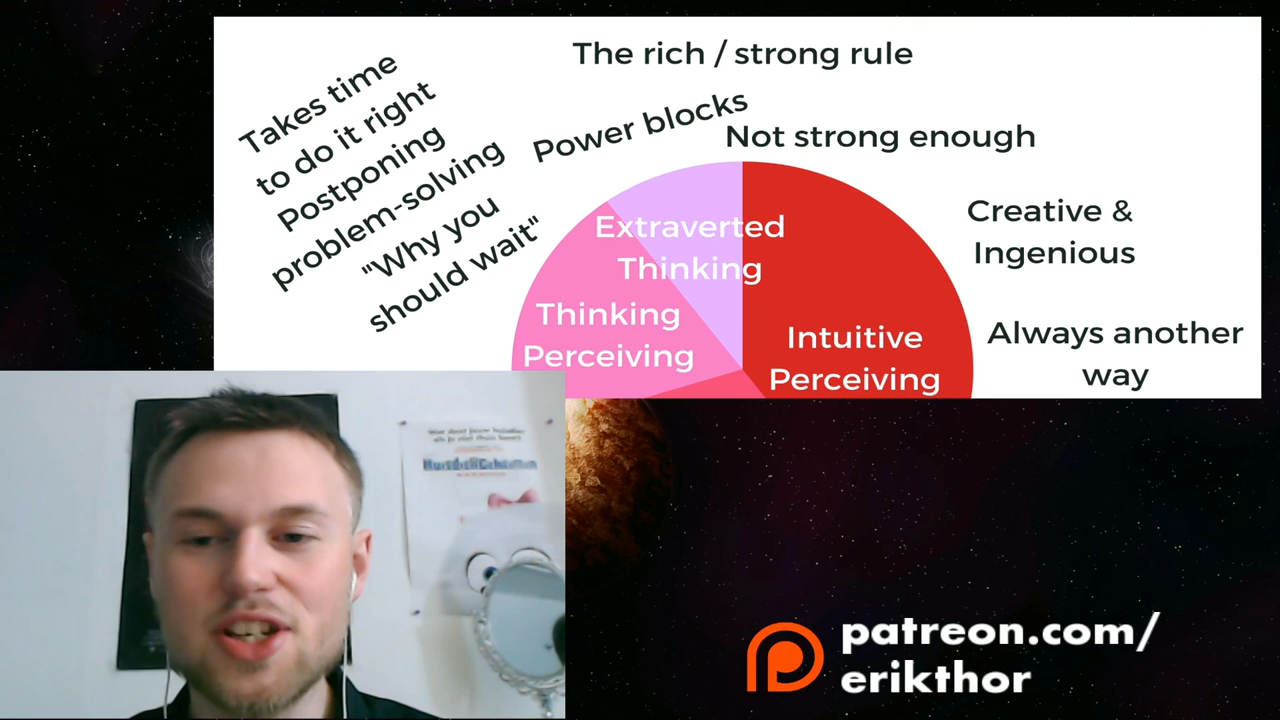 The rich / strong rule
Takes time
to do it right
Postponing
problem-solving
"Why you
should wait"
Power blocks
Not strong enough
Creative &
Ingenious
Always another
way
Extraverted
Thinking
Thinking
Perceiving
Intuitive
Perceiving
patreon.com/
erikthor